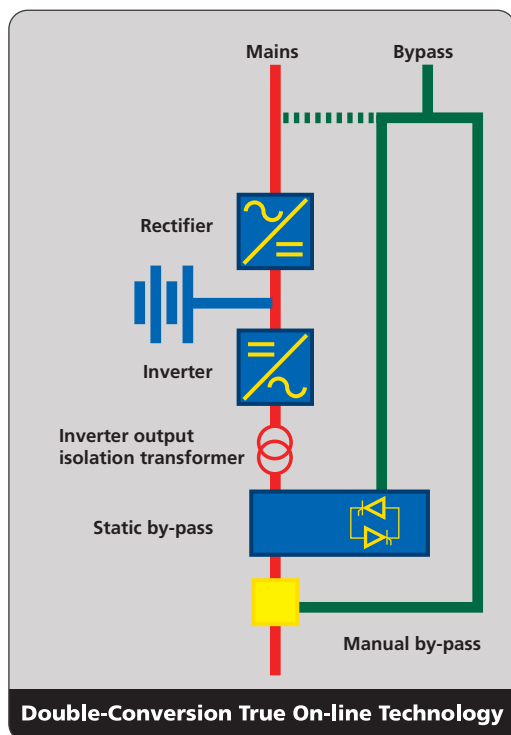 Mains
Bypass
Rectifier
Inverter
Inverter output
isolation transformer
Static by-pass
Manual by-pass
Double-Conversion True On-line Technology